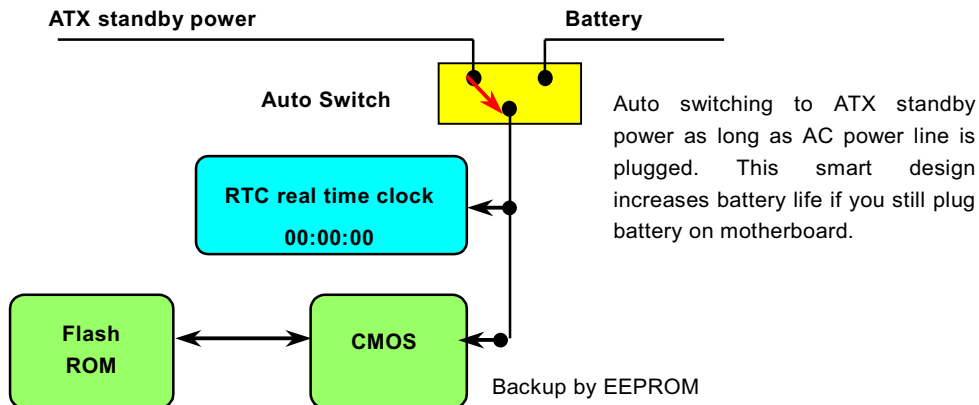 ATX standby power
Battery
Auto Switch
Auto switching to ATX standby
power as long as AC power line is
plugged. This smart design
increases battery life if you still plug
battery on motherboard.
RTC real time clock
00:00:00
Flash
ROM
CMOS
Backup by EEPROM